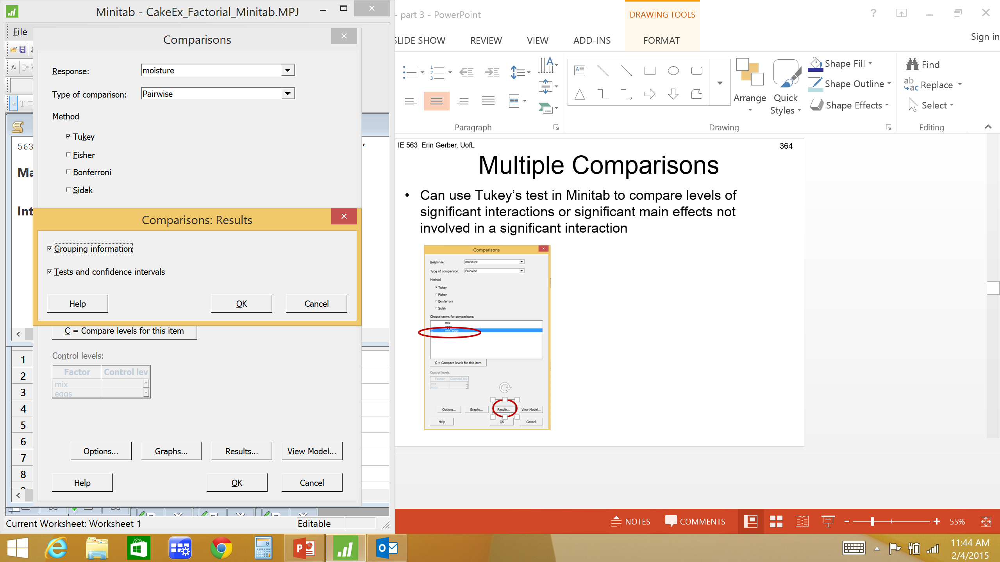 Minitab - CakeEx_Factorial_Minitab.MPJ
File
Comparisons
Response:
moisture
Type of comparison:
Pairwise
Method
Tukey
Fisher
Bonferroni
Sidak
563
Ma
Int
Comparisons: Results
Grouping information
Tests and confidence intervals
Help
OK
Cancel
C = Compare levels for this item
Control levels:
Factor
Control lev
mix
eggs
1
2
3
4
5
6
7
8
Options...
Graphs...
Results...
View Model...
Help
OK
Cancel
Current Worksheet: Worksheet 1
Editable
- part 3 - PowerPoint
DRAWING TOOLS
Sign in
SLIDE SHOW
REVIEW
VIEW
ADD-INS
FORMAT
Arrange
Quick
Styles
Shape Fill
Shape Outline
Shape Effects
Find
Replace
Select
Paragraph
Drawing
Editing
IE 563 Erin Gerber, UofL
364
Multiple Comparisons
• Can use Tukey’s test in Minitab to compare levels of
significant interactions or significant main effects not
involved in a significant interaction
Comparisons
Response:
moisture
Type of comparison:
Pairwise
Method
Tukey
Fisher
Bonferroni
Sidak
Choose terms for comparisons:
mix
eggs
C
mix*eggs
C = Compare levels for this item
Control levels:
Factor
Control lev
mix
eggs
Options...
Graphs...
Results...
View Model...
Help
OK
Cancel
NOTES
COMMENTS
55%
11:44 AM
2/4/2015